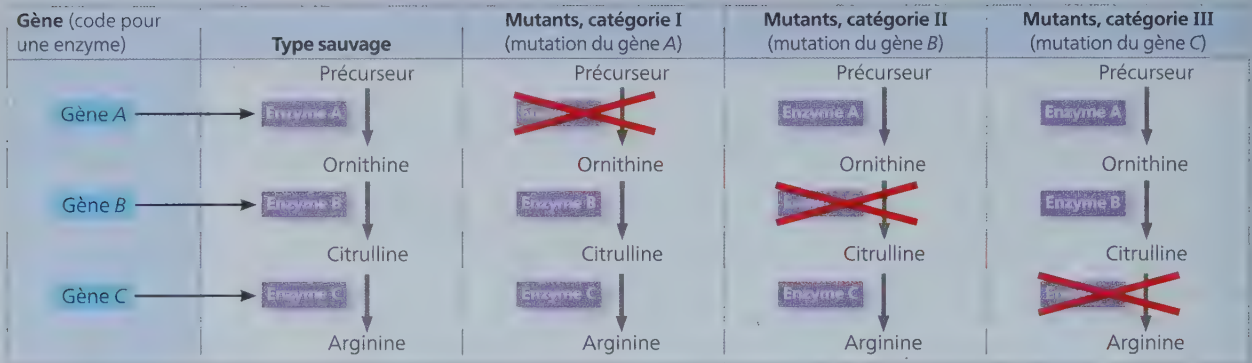 Gène (code pour
une enzyme)
Type sauvage
Mutants, catégorie I
(mutation du gène A)
Mutants, catégorie II
(mutation du gène B)
Mutants, catégorie III
(mutation du gène C)
Précurseur Précurseur Précurseur Précurseur
Gène A Enzyme A Enzyme A Enzyme A
Ornithine Ornithine Ornithine Ornithine
Gène B Enzyme B Enzyme B Enzyme B
Citrulline Citrulline Citrulline Citrulline
Gène C Enzyme C Enzyme C Enzyme C
Arginine Arginine Arginine Arginine